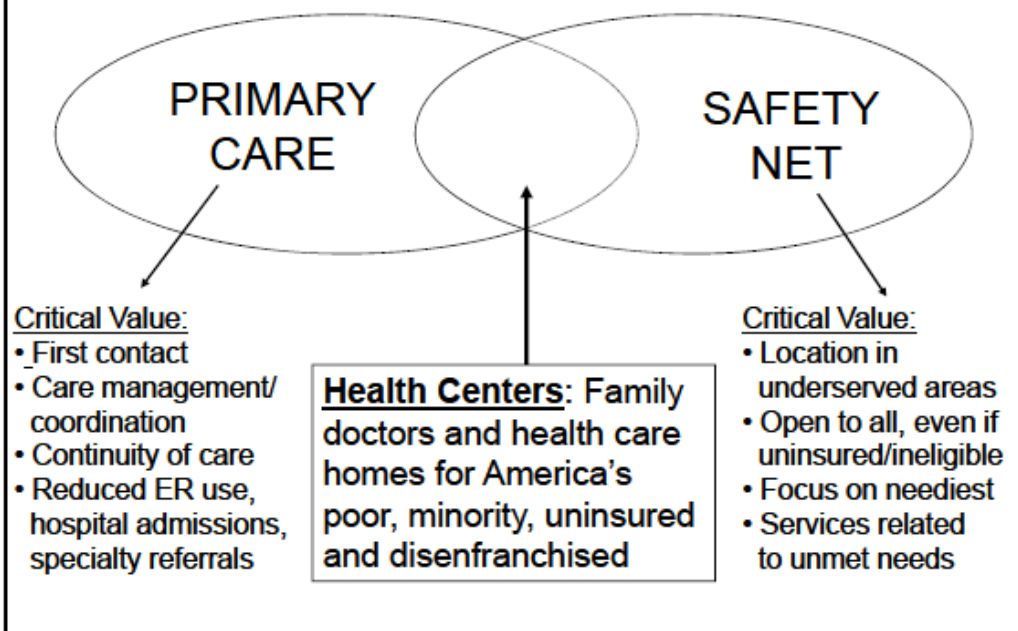 PRIMARY
CARE
SAFETY
NET
Critical Value:
• First contact
• Care management/
coordination
• Continuity of care
• Reduced ER use,
hospital admissions,
specialty referrals
Health Centers: Family
doctors and health care
homes for America's
poor, minority, uninsured
and disenfranchised
Critical Value:
• Location in
underserved areas
• Open to all, even if
uninsured/ineligible
• Focus on neediest
• Services related
to unmet needs